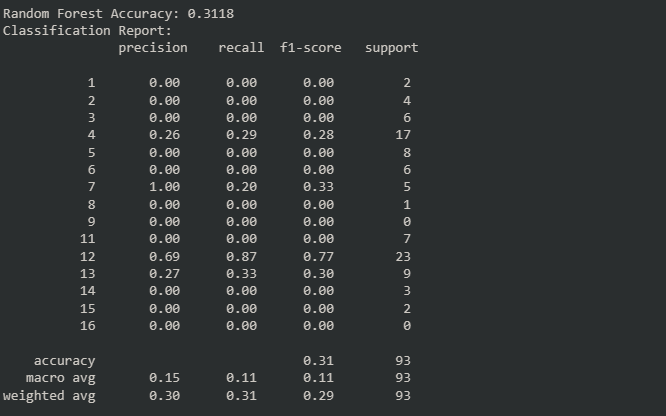 Random Forest Accuracy: 0.3118
Classification Report:
precision recall f1-score support
1 0.00 0.00 0.00 2
2 0.00 0.00 0.00 4
3 0.00 0.00 0.00 6
4 0.26 0.29 0.28 17
5 0.00 0.00 0.00 8
6 0.00 0.00 0.00 6
7 1.00 0.20 0.33 5
8 0.00 0.00 0.00 1
9 0.00 0.00 0.00 0
11 0.00 0.00 0.00 7
12 0.69 0.87 0.77 23
13 0.27 0.33 0.30 9
14 0.00 0.00 0.00 3
15 0.00 0.00 0.00 2
16 0.00 0.00 0.00 0
accuracy 0.31 93
macro avg 0.15 0.11 0.11 93
weighted avg 0.30 0.31 0.29 93